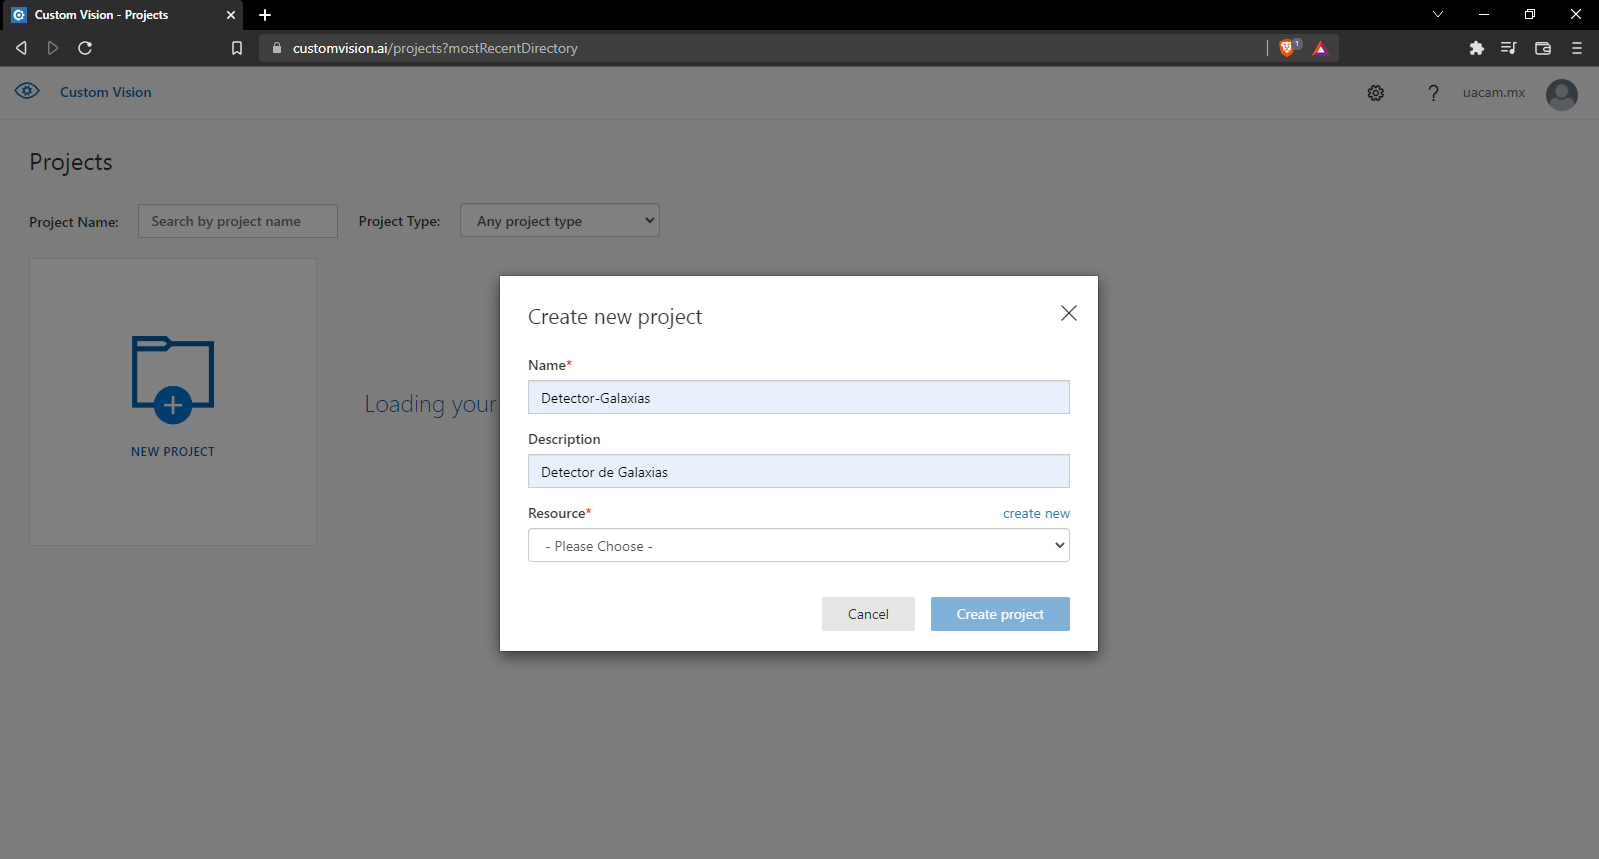 Custom Vision - Projects
customvision.ai/projects?mostRecentDirectory
1
Custom Vision
?
uacam.mx
Projects
Project Name:
Search by project name
Project Type:
Any project type
NEW PROJECT
Loading your
Create new project
Name*
Detector-Galaxias
Description
Detector de Galaxias
Resource*
create new
- Please Choose -
Cancel
Create project